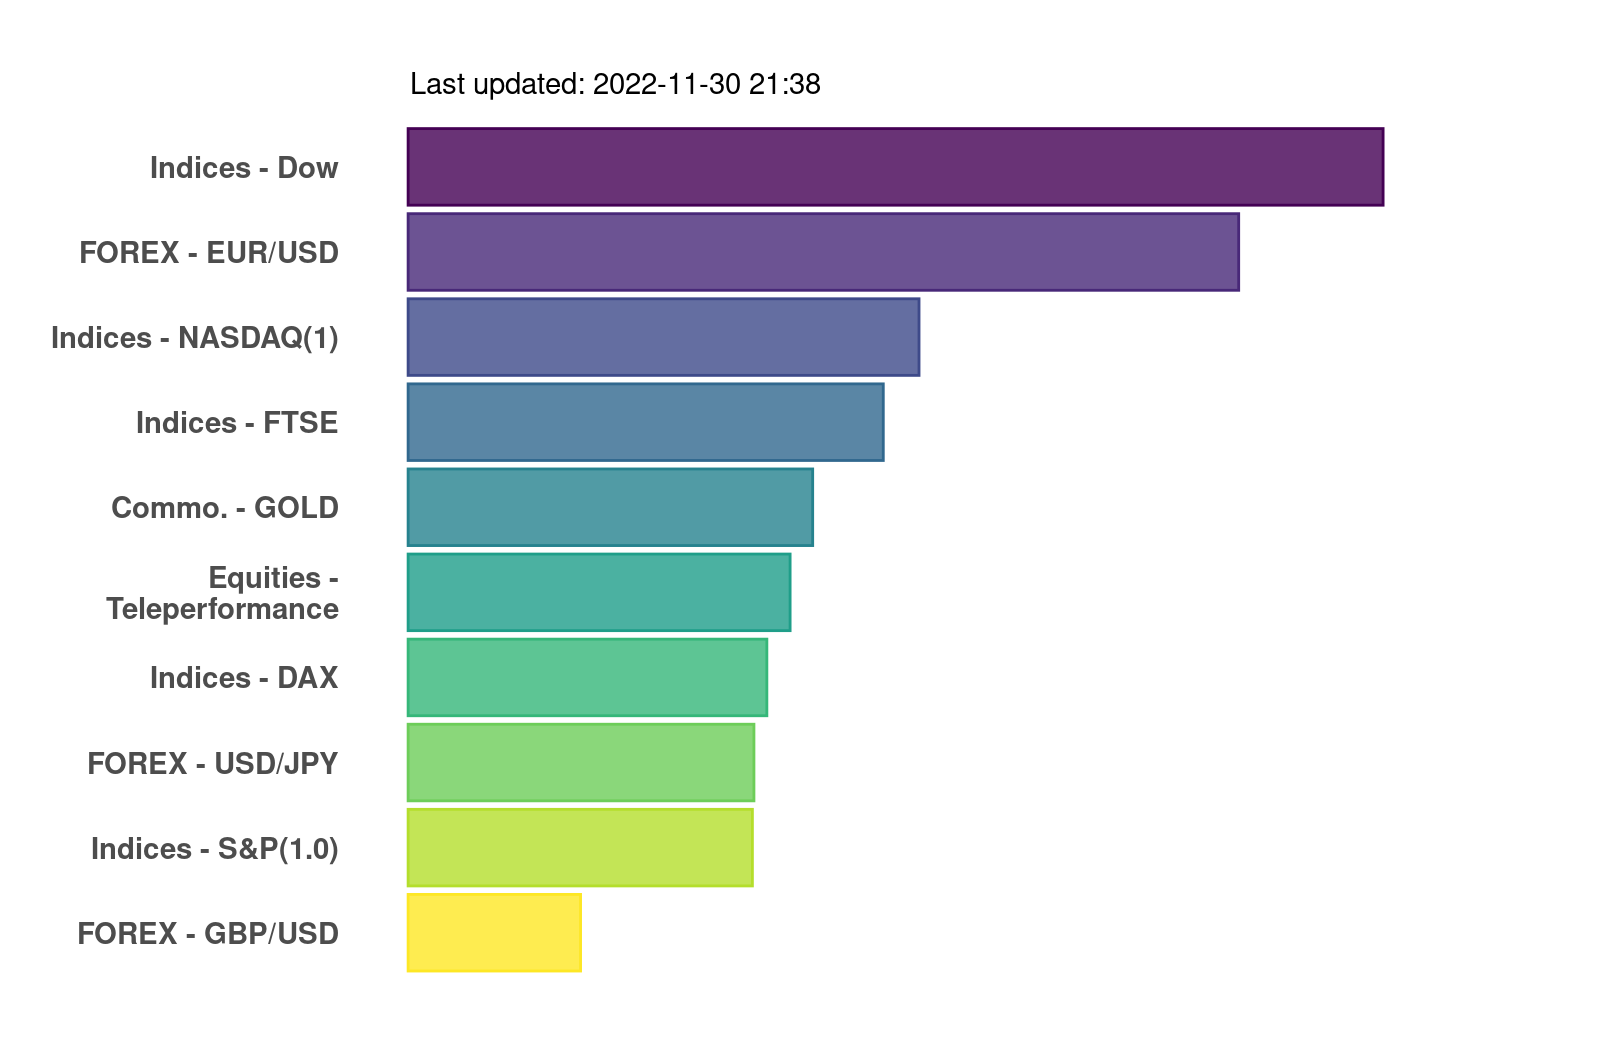 Last updated: 2022-11-30 21:38
Indices - Dow
FOREX - EUR/USD
Indices - NASDAQ(1)
Indices - FTSE
Commo. - GOLD
Equities -
Teleperformance
Indices - DAX
FOREX - USD/JPY
Indices - S&P(1.0)
FOREX - GBP/USD